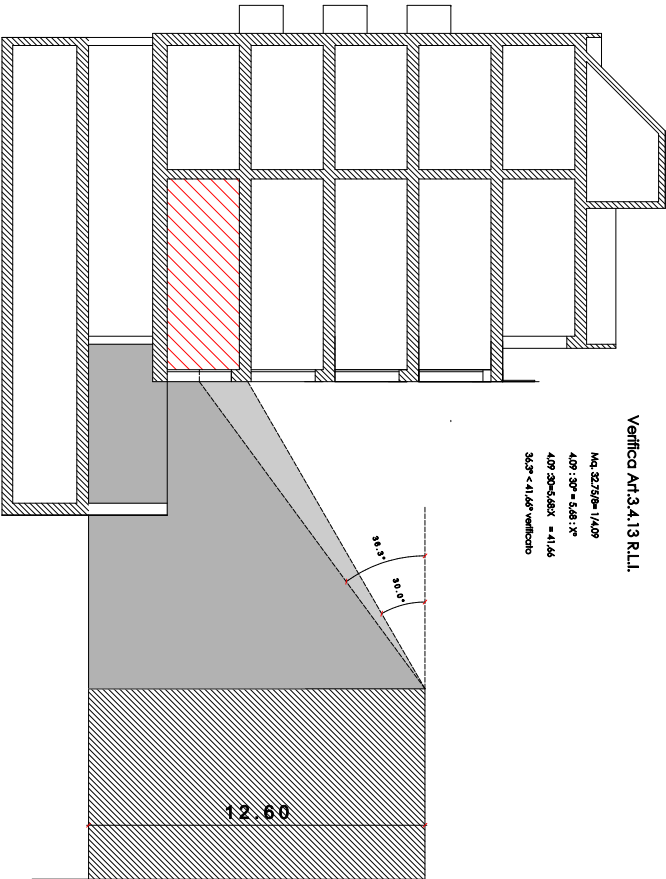 Verifica Art.3.4.13 R.L.I.
Mq. 32.75/8= 1/4.09
4.09 : 30° = 5.68 : X°
4.09 :30=5.68:X = 41,66
36.3° < 41.66° verificato
36.3°
30.0°
12.60